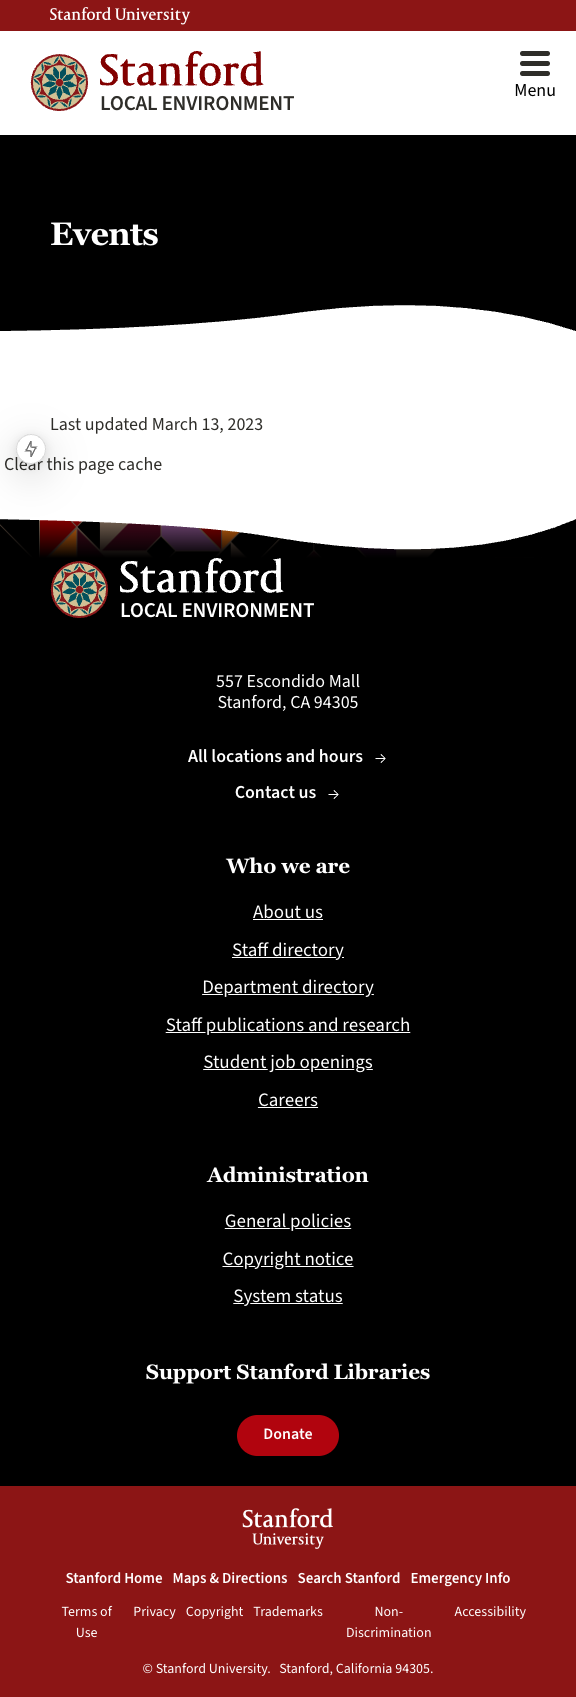 Stanford University
Stanford
LOCAL ENVIRONMENT
Menu
Events
Last updated March 13, 2023
Clear this page cache
Stanford
LOCAL ENVIRONMENT
557 Escondido Mall
Stanford, CA 94305
All locations and hours →
Contact us →
Who we are
About us
Staff directory
Department directory
Staff publications and research
Student job openings
Careers
Administration
General policies
Copyright notice
System status
Support Stanford Libraries
Donate
Stanford
University
Stanford Home Maps & Directions Search Stanford Emergency Info
Terms of Use Privacy Copyright Trademarks Non-Discrimination Accessibility
© Stanford University. Stanford, California 94305.